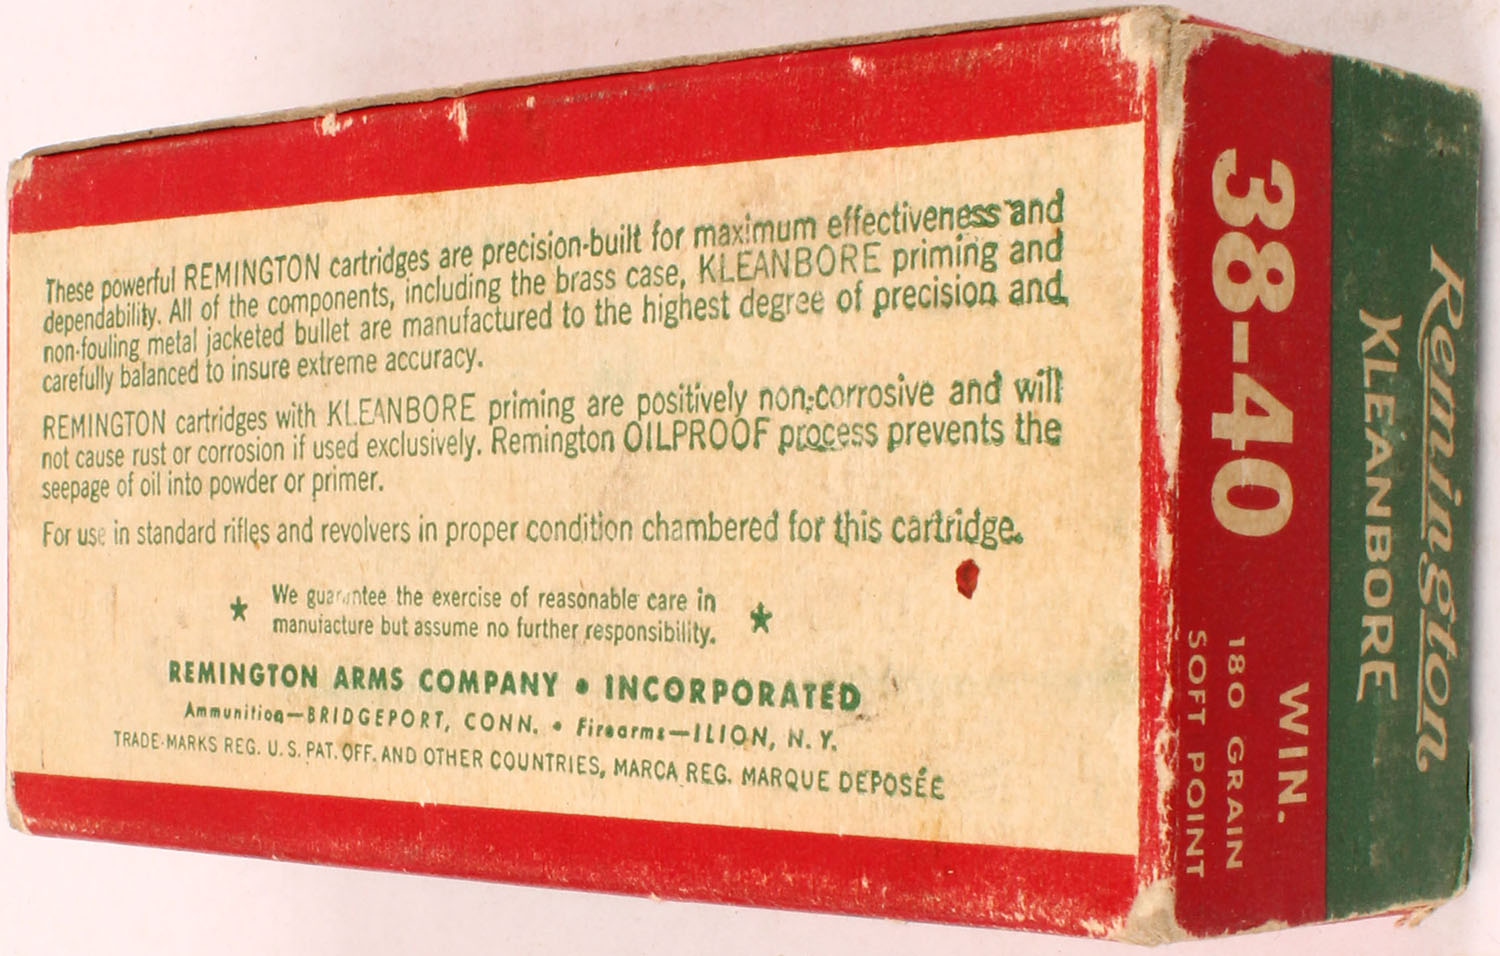 These powerful REMINGTON cartridges are precision-built for maximum effectiveness and
dependability. All of the components, including the brass case, KLEANBORE priming and
non-fouling metal jacketed bullet are manufactured to the highest degree of precision and
carefully balanced to insure extreme accuracy.
REMINGTON cartridges with KLEANBORE priming are positively non-corrosive and will
not cause rust or corrosion if used exclusively. Remington OILPROOF process prevents the
seepage of oil into powder or primer.
For use in standard rifles and revolvers in proper condition chambered for this cartridge.
We guarantee the exercise of reasonable care in
manufacture but assume no further responsibility.
REMINGTON ARMS COMPANY • INCORPORATED
Ammunition—BRIDGEPORT, CONN. • Firearms—ILION, N. Y.
TRADE-MARKS REG. U. S. PAT. OFF. AND OTHER COUNTRIES, MARCA REG. MARQUE DEPOSÉE
Remington
KLEANBORE
38-40 WIN.
180 GRAIN
SOFT POINT